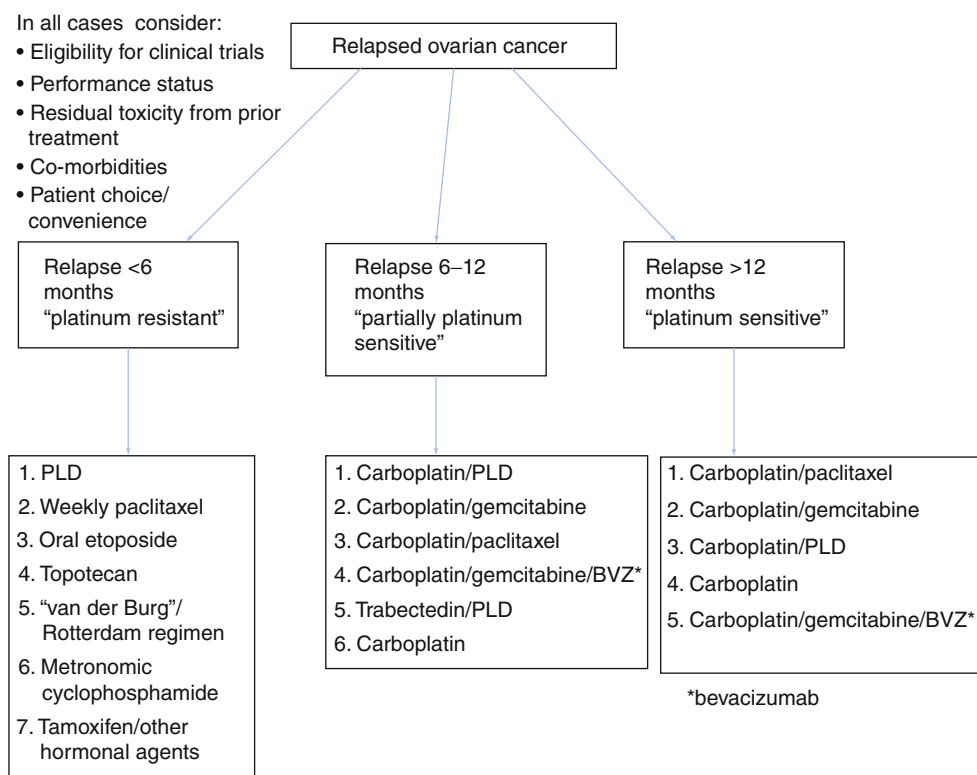 In all cases consider:
• Eligibility for clinical trials
• Performance status
• Residual toxicity from prior
treatment
• Co-morbidities
• Patient choice/
convenience
Relapsed ovarian cancer
Relapse <6
months
“platinum resistant”
Relapse 6–12
months
“partially platinum
sensitive”
Relapse >12
months
“platinum sensitive”
1. PLD
2. Weekly paclitaxel
3. Oral etoposide
4. Topotecan
5. “van der Burg”/
Rotterdam regimen
6. Metronomic
cyclophosphamide
7. Tamoxifen/other
hormonal agents
1. Carboplatin/PLD
2. Carboplatin/gemcitabine
3. Carboplatin/paclitaxel
4. Carboplatin/gemcitabine/BVZ*
5. Trabectedin/PLD
6. Carboplatin
1. Carboplatin/paclitaxel
2. Carboplatin/gemcitabine
3. Carboplatin/PLD
4. Carboplatin
5. Carboplatin/gemcitabine/BVZ*
*bevacizumab